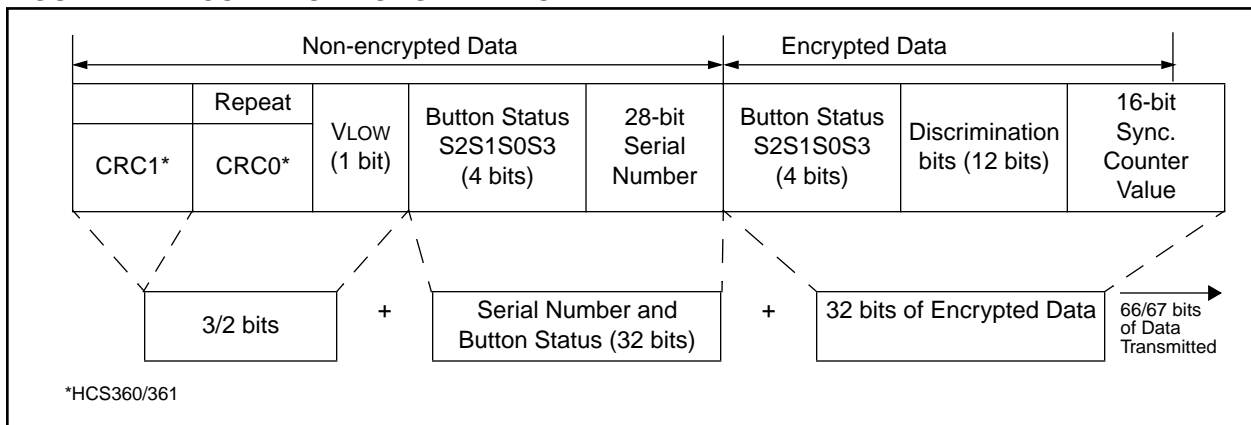 Non-encrypted Data
Encrypted Data
Repeat
CRC1*
CRC0*
VLOW
(1 bit)
Button Status
S2S1S0S3
(4 bits)
28-bit
Serial
Number
Button Status
S2S1S0S3
(4 bits)
Discrimination
bits (12 bits)
16-bit
Sync.
Counter
Value
3/2 bits
+
Serial Number and
Button Status (32 bits)
+
32 bits of Encrypted Data
66/67 bits
of Data
Transmitted
*HCS360/361